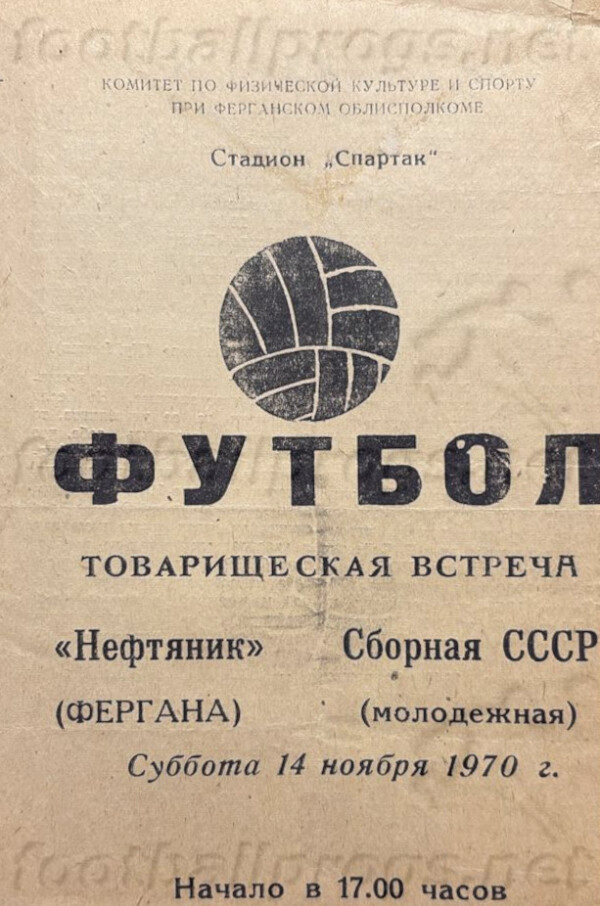 КОМИТЕТ ПО ФИЗИЧЕСКОЙ КУЛЬТУРЕ И СПОРТУ
ПРИ ФЕРГАНСКОМ ОБЛИСПОЛКОМЕ
Стадион „Спартак"
ФУТБОЛ
ТОВАРИЩЕСКАЯ ВСТРЕЧА
«Нефтяник» Сборная СССР
(ФЕРГАНА) (молодежная)
Суббота 14 ноября 1970 г.
Начало в 17.00 часов